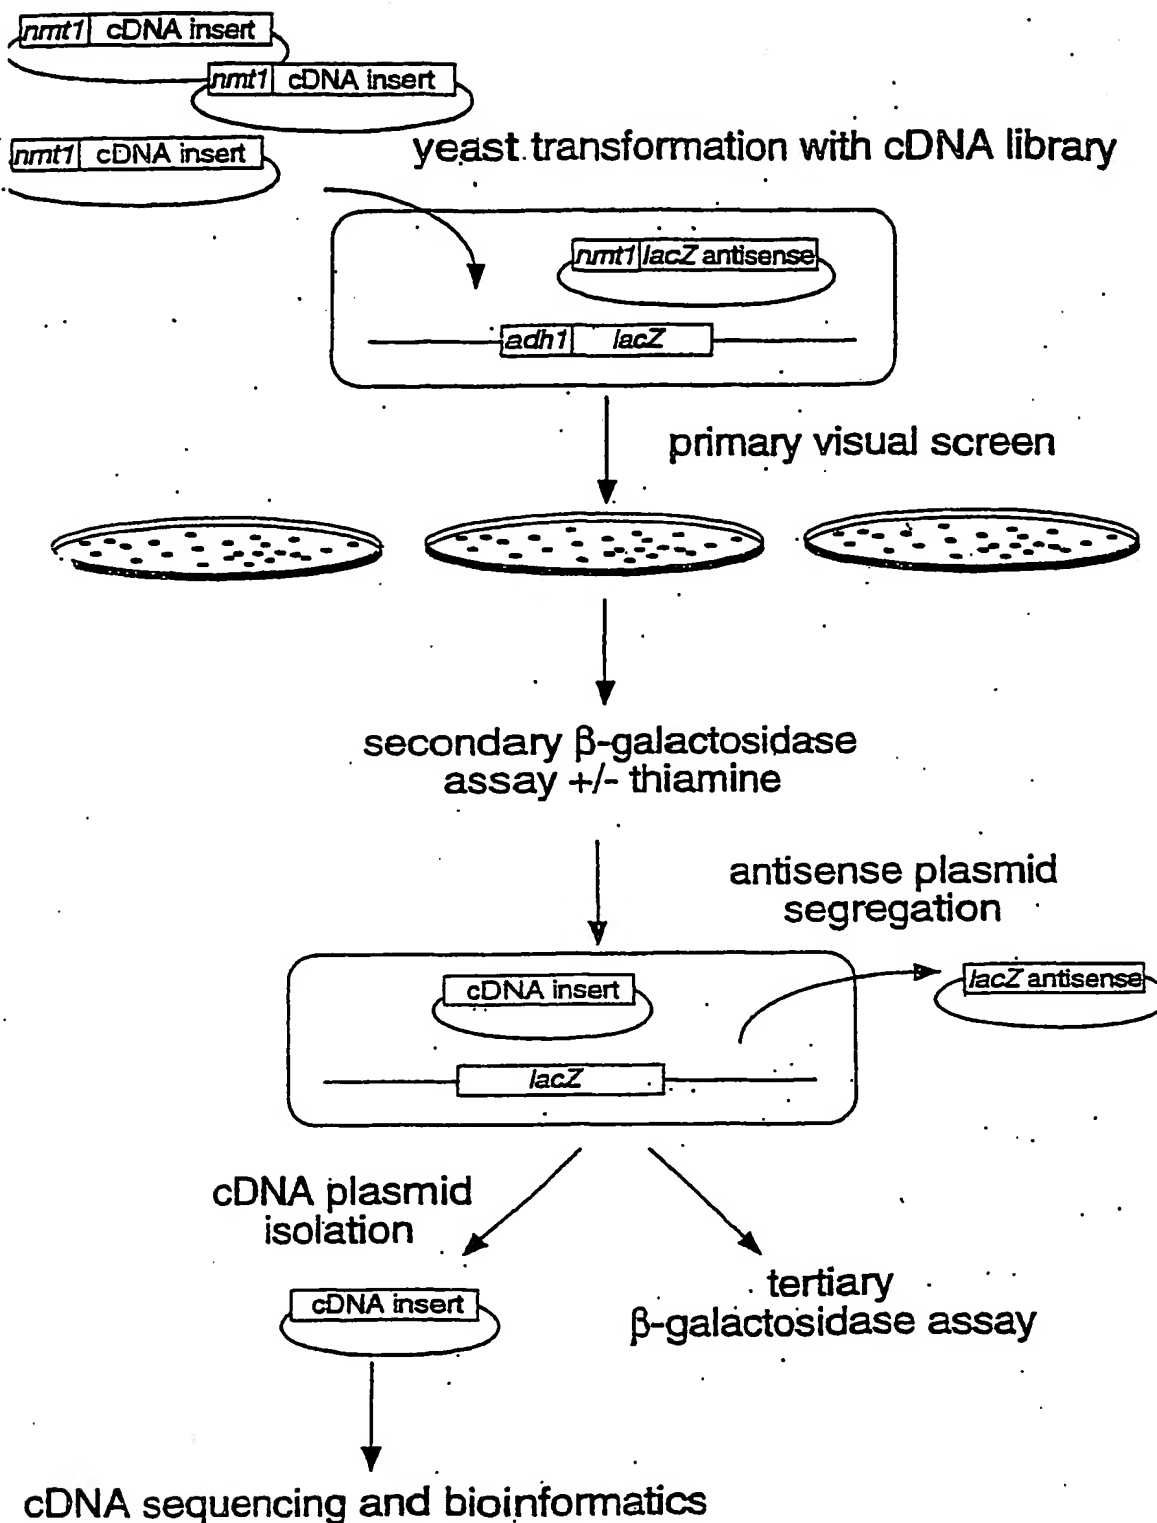 nmt1 cDNA insert
nmt1 cDNA insert
nmt1 cDNA insert
yeast transformation with cDNA library
nmt1 lacZ antisense
adh1 lacZ
primary visual screen
secondary β-galactosidase
assay +/- thiamine
antisense plasmid
segregation
cDNA insert
lacZ antisense
lacZ
cDNA plasmid
isolation
cDNA insert
tertiary
β-galactosidase assay
cDNA sequencing and bioinformatics